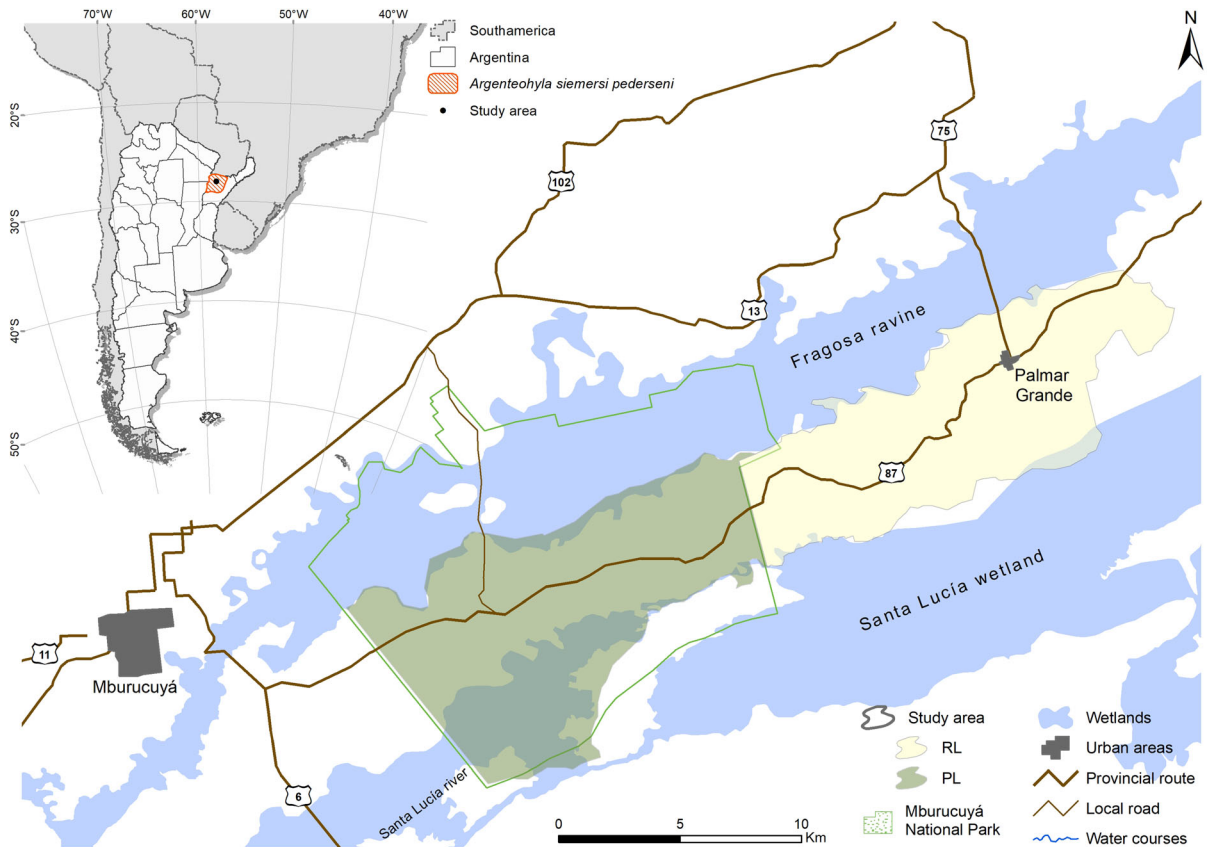 70°W
60°W
50°W
40°W
20°S
30°S
40°S
50°S
Southamerica
Argentina
Argenteohyla siemersi pederseni
Study area
N
75
102
13
Fragosa ravine
Palmar
Grande
87
Santa Lucía wetland
11
Mburucuyá
6
Santa Lucía river
Study area
RL
PL
Mburucuyá
National Park
Wetlands
Urban areas
Provincial route
Local road
Water courses
0
5
10
Km